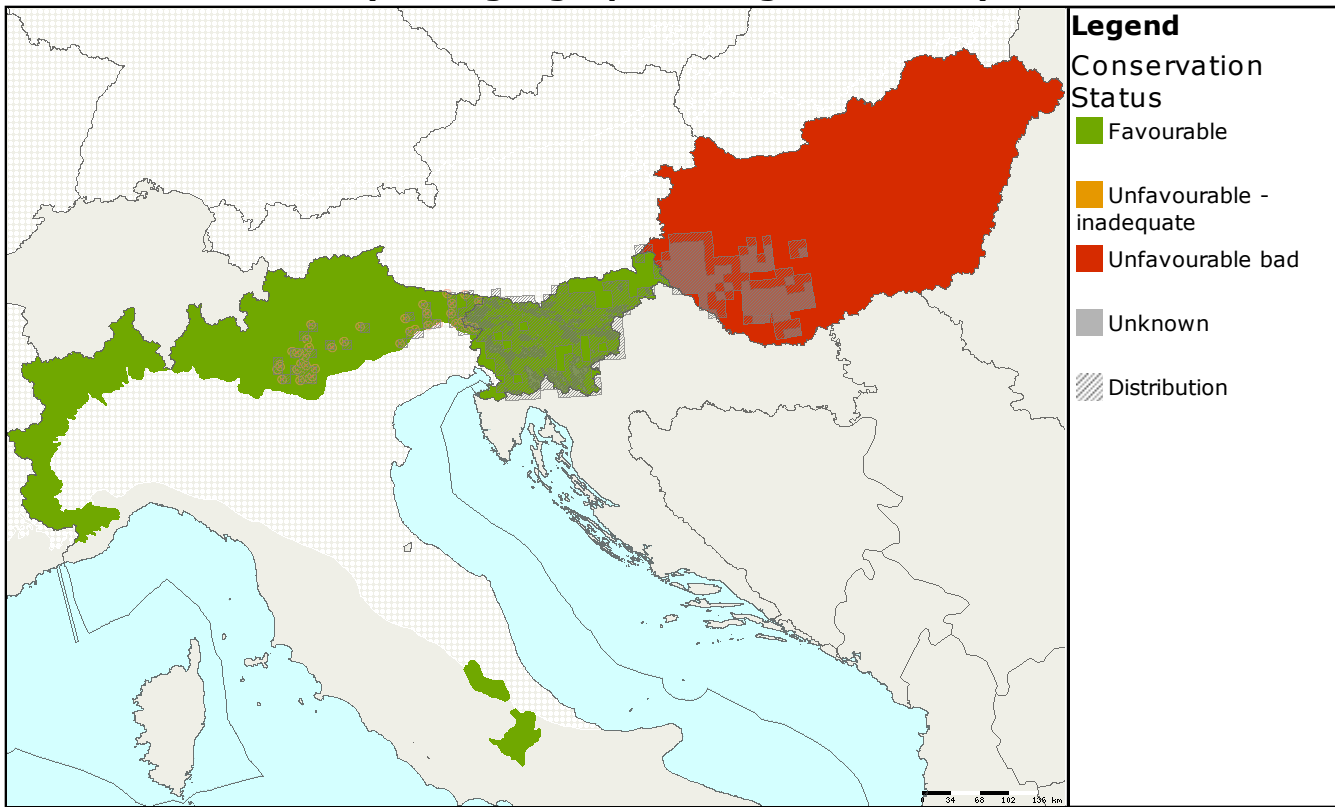 Legend
Conservation
Status
Favourable
Unfavourable -
inadequate
Unfavourable bad
Unknown
Distribution
0 34 68 102 136 km